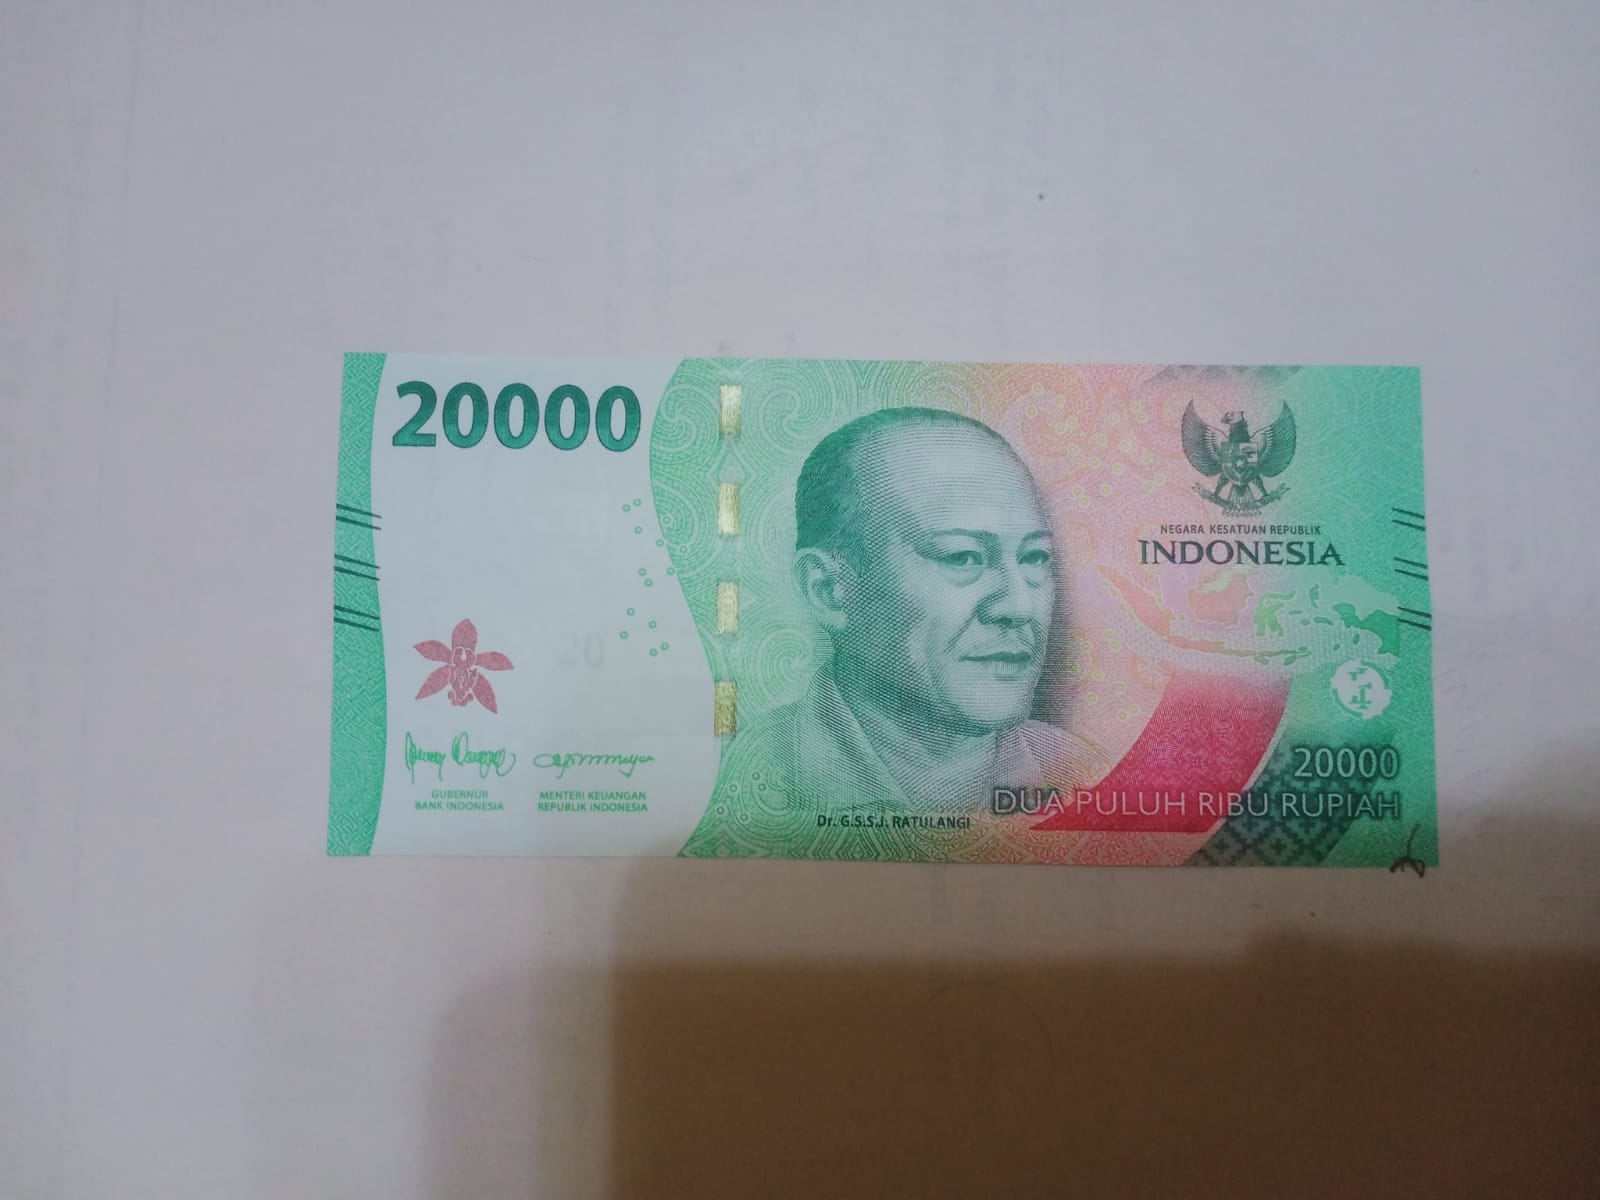 20000
NEGARA KESATUAN REPUBLIK
INDONESIA
20
GUBERNUR
BANK INDONESIA
MENTERI KEUANGAN
REPUBLIK INDONESIA
Dr. G.S.S.J. RATULANGI
20000
DUA PULUH RIBU RUPIAH